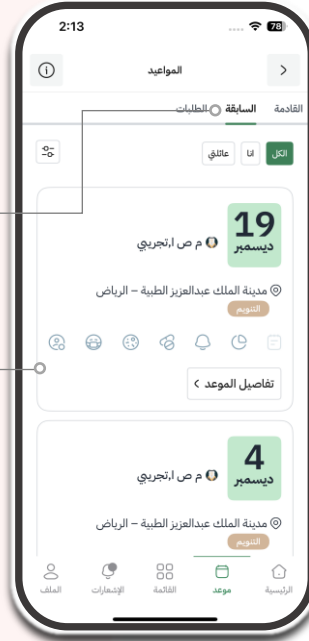 2:13
78
المواعيد
القادمة السابقة الطلبات
الكل انا عائلتي
19
ديسمبر
م ص ا,تجريبي
مدينة الملك عبدالعزيز الطبية – الرياض
التنويم
تفاصيل الموعد
4
ديسمبر
م ص ا,تجريبي
مدينة الملك عبدالعزيز الطبية – الرياض
التنويم
الرئيسية موعد القائمة الإشعارات الملف